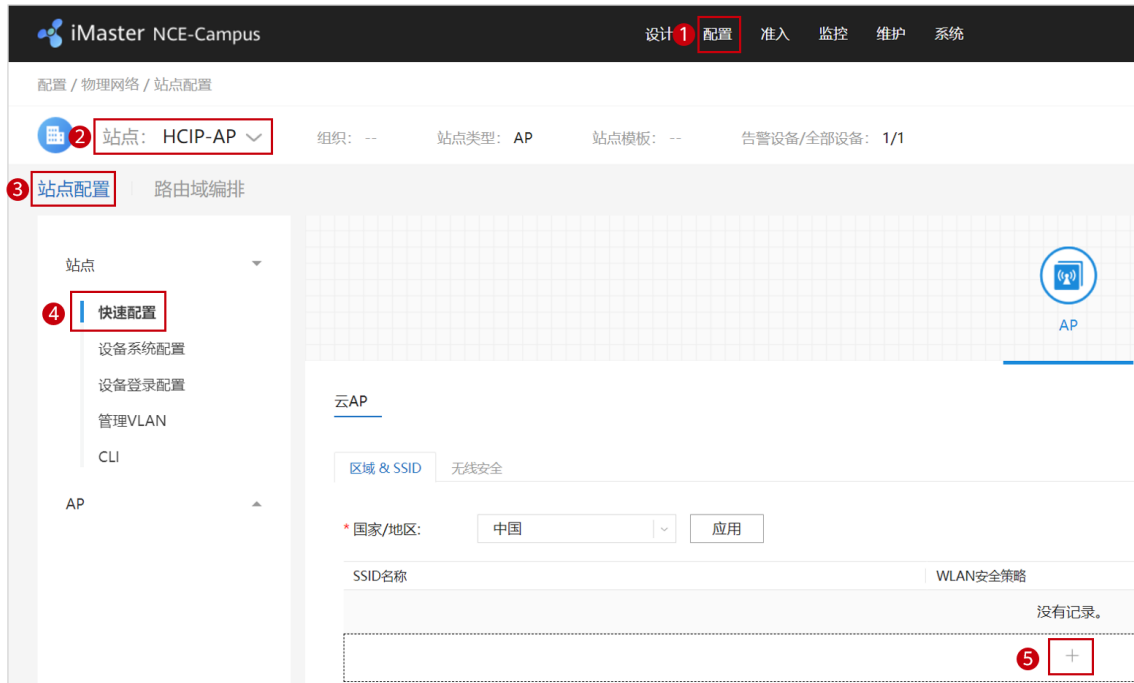 iMaster NCE-Campus 设计 1 配置 准入 监控 维护 系统
配置 / 物理网络 / 站点配置
2 站点: HCIP-AP 组织: -- 站点类型: AP 站点模板: -- 告警设备/全部设备: 1/1
3 站点配置 路由域编排
站点
4 快速配置
设备系统配置
AP
设备登录配置
云AP
管理VLAN
CLI
区域 & SSID 无线安全
AP
* 国家/地区: 中国 应用
SSID名称 WLAN安全策略
没有记录。
5 +